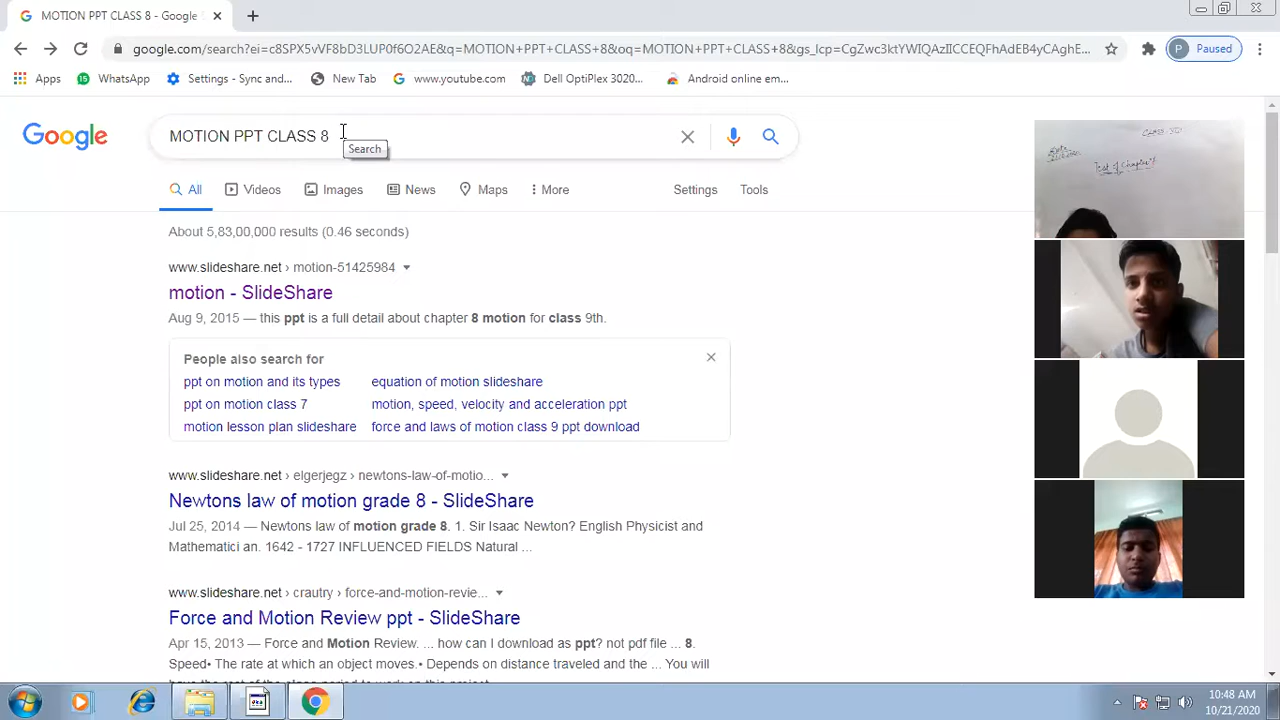 MOTION PPT CLASS 8 - Google
google.com/search?ei=c8SPX5vVF8bD3LUP0f6O2AE&q=MOTION+PPT+CLASS+8&oq=MOTION+PPT+CLASS+8&gs_lcp=CgZwc3ktYWIQAzIICCEQFhAdEB4yCAghE...
P Paused
Apps WhatsApp Settings - Sync and... New Tab www.youtube.com Dell OptiPlex 3020... Android online em...
Google
MOTION PPT CLASS 8
Search
All Videos Images News Maps More Settings Tools
About 5,83,00,000 results (0.46 seconds)
www.slideshare.net › motion-51425984
motion - SlideShare
Aug 9, 2015 — this ppt is a full detail about chapter 8 motion for class 9th.
People also search for
ppt on motion and its types equation of motion slideshare
ppt on motion class 7 motion, speed, velocity and acceleration ppt
motion lesson plan slideshare force and laws of motion class 9 ppt download
www.slideshare.net › elgerjegz › newtons-law-of-motio...
Newtons law of motion grade 8 - SlideShare
Jul 25, 2014 — Newtons law of motion grade 8. 1. Sir Isaac Newton? English Physicist and
Mathematici an. 1642 - 1727 INFLUENCED FIELDS Natural ...
www.slideshare.net › crautry › force-and-motion-revie...
Force and Motion Review ppt - SlideShare
Apr 15, 2013 — Force and Motion Review. ... how can I download as ppt? not pdf file ... 8.
Speed• The rate at which an object moves.• Depends on distance traveled and the ... You will
Test of Chapter
10:48 AM
10/21/2020